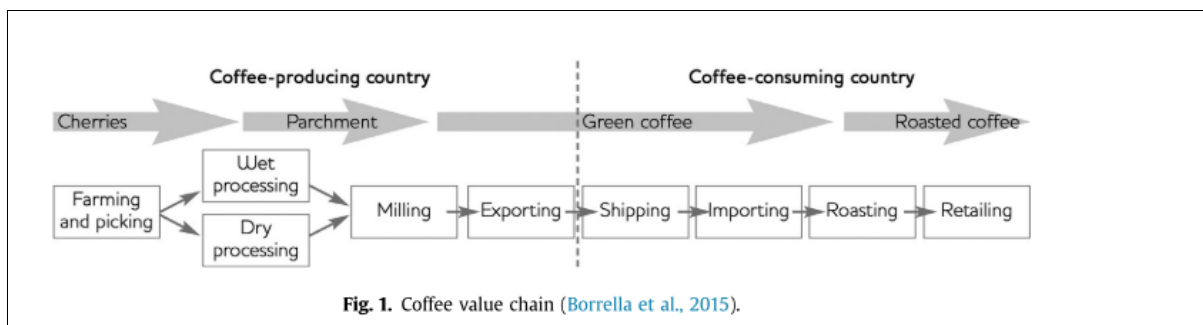 Coffee-producing country
Coffee-consuming country
Cherries
Parchment
Green coffee
Roasted coffee
Farming
and picking
Wet
processing
Dry
processing
Milling
Exporting
Shipping
Importing
Roasting
Retailing
Fig. 1. Coffee value chain (Borrella et al., 2015).